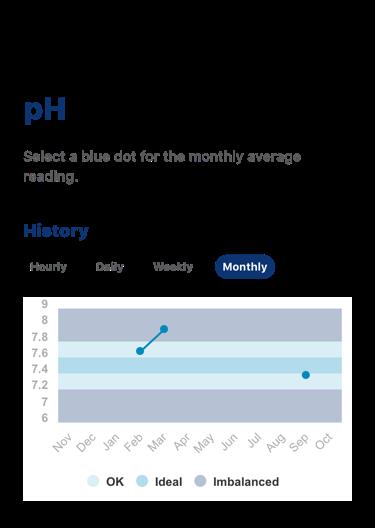 pH
Select a blue dot for the monthly average
reading.
History
Hourly Daily Weekly Monthly
9
8
7.8
7.6
7.4
7.2
7
6
Nov Dec Jan Feb Mar Apr May Jun Jul Aug Sep Oct
OK Ideal Imbalanced